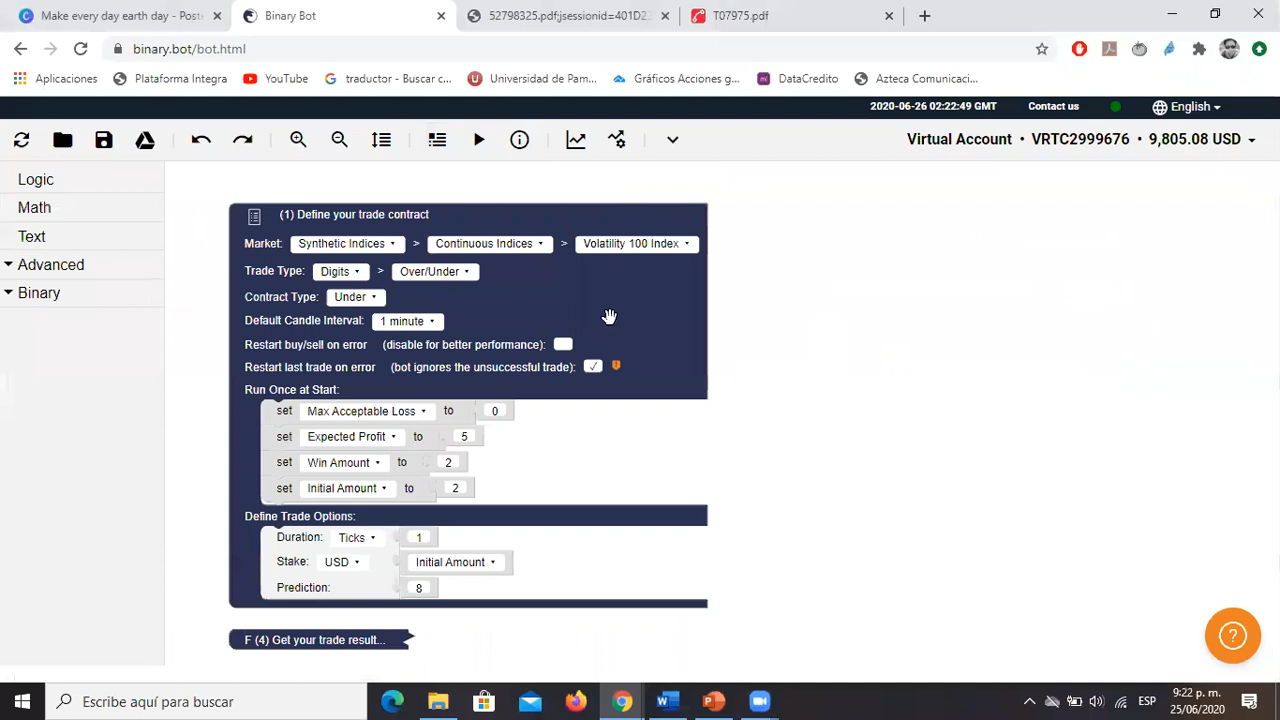 Make every day earth day - Poste
Binary Bot
52798325.pdf;jsessionid=401D23
T07975.pdf
binary.bot/bot.html
Aplicaciones
Plataforma Integra
YouTube
traductor - Buscar c...
Universidad de Pam...
Gráficos Acciones g...
DataCredito
Azteca Comunicaci...
2020-06-26 02:22:49 GMT
Contact us
English
Virtual Account • VRTC2999676 • 9,805.08 USD
Logic
Math
Text
Advanced
Binary
(1) Define your trade contract
Market: Synthetic Indices > Continuous Indices > Volatility 100 Index
Trade Type: Digits > Over/Under
Contract Type: Under
Default Candle Interval: 1 minute
Restart buy/sell on error (disable for better performance):
Restart last trade on error (bot ignores the unsuccessful trade): ✓
Run Once at Start:
set Max Acceptable Loss to 0
set Expected Profit to 5
set Win Amount to 2
set Initial Amount to 2
Define Trade Options:
Duration: Ticks 1
Stake: USD Initial Amount
Prediction: 8
F (4) Get your trade result...
Escribe aquí para buscar
ESP
9:22 p. m.
25/06/2020